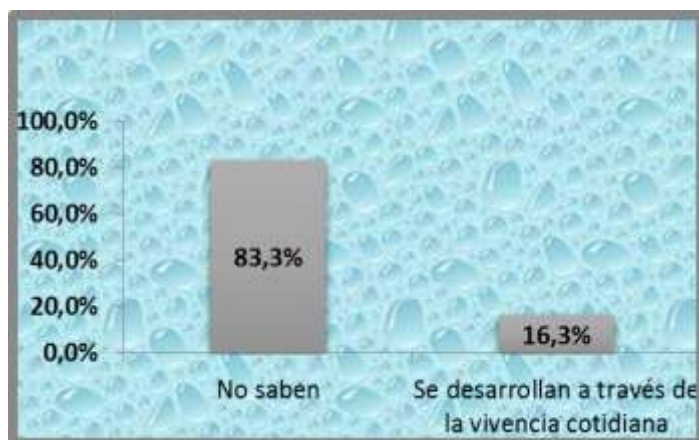 100,0%
80,0%
60,0%
40,0%
20,0%
0,0%
83,3%
16,3%
No saben
Se desarrollan a través de
la vivencia cotidiana